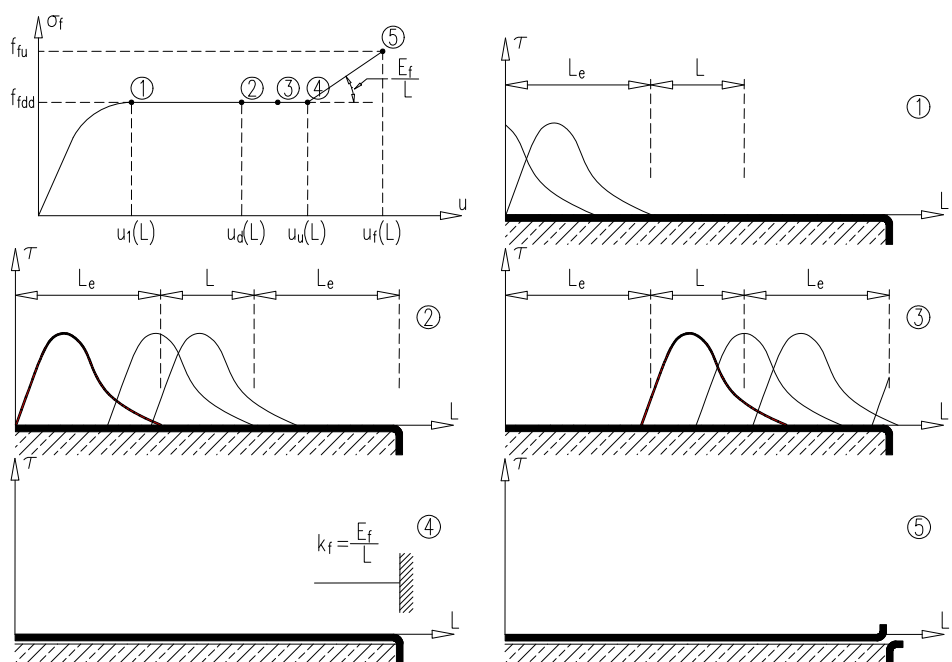 σf
ffu
ffdd
① ② ③ ④ ⑤
Ef
L
u
u1(L) ud(L) uu(L) uf(L)
τ
Le L
①
L
τ
Le L Le
②
L
τ
Le L Le
③
L
τ
④
kf=Ef
L
L
τ
⑤
L